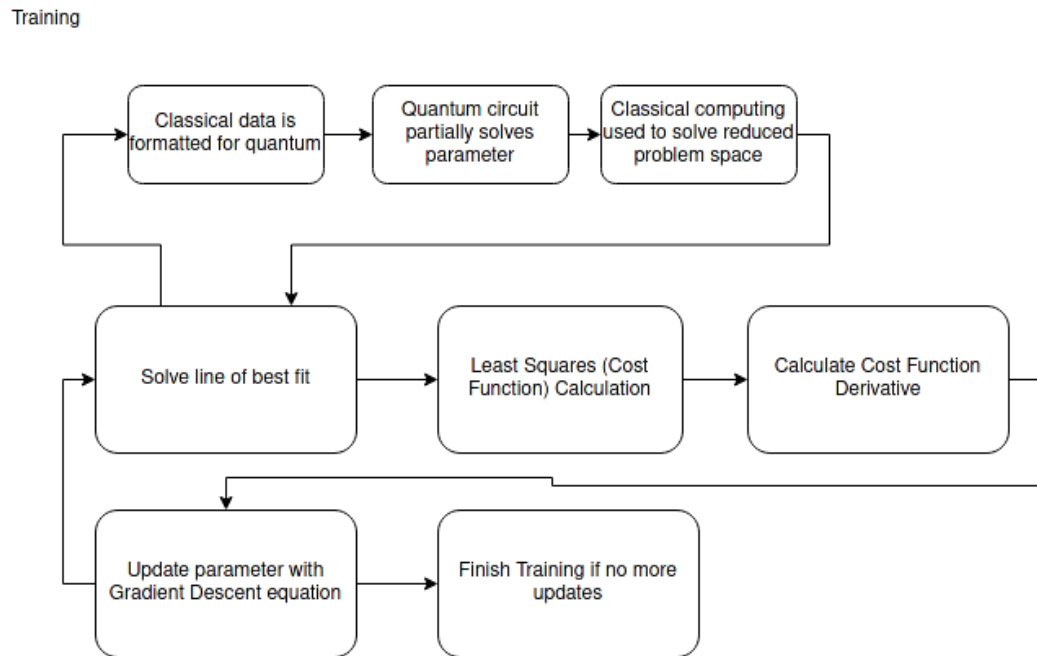 Training
Classical data is
formatted for quantum
Quantum circuit
partially solves
parameter
Classical computing
used to solve reduced
problem space
Solve line of best fit
Least Squares (Cost
Function) Calculation
Calculate Cost Function
Derivative
Update parameter with
Gradient Descent equation
Finish Training if no more
updates